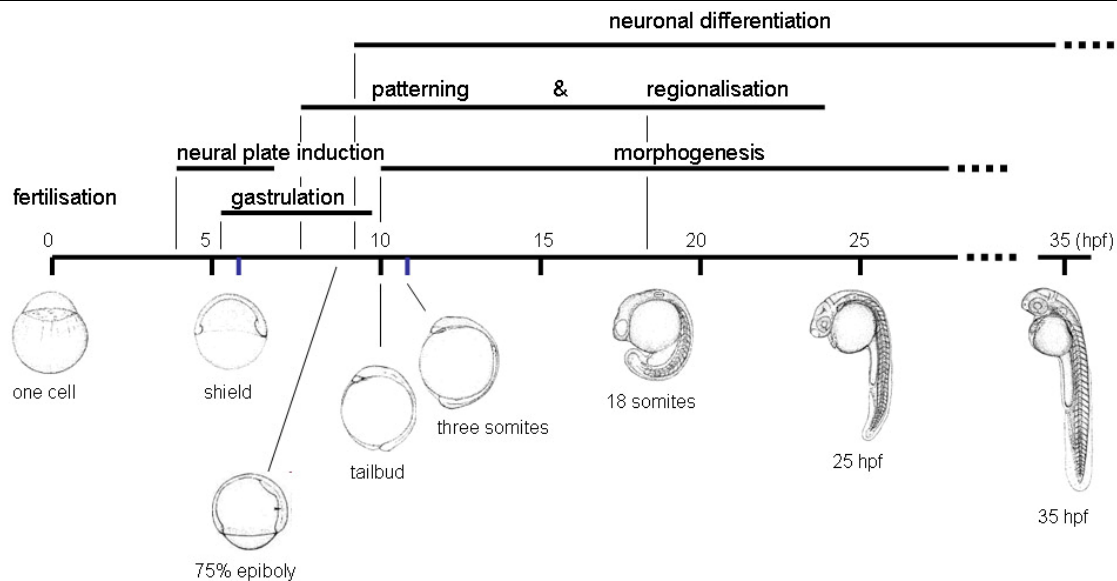 neuronal differentiation
patterning & regionalisation
neural plate induction morphogenesis
fertilisation gastrulation
0 5 10 15 20 25 35 (hpf)
one cell
shield
18 somites
three somites
tailbud
25 hpf
35 hpf
75% epiboly